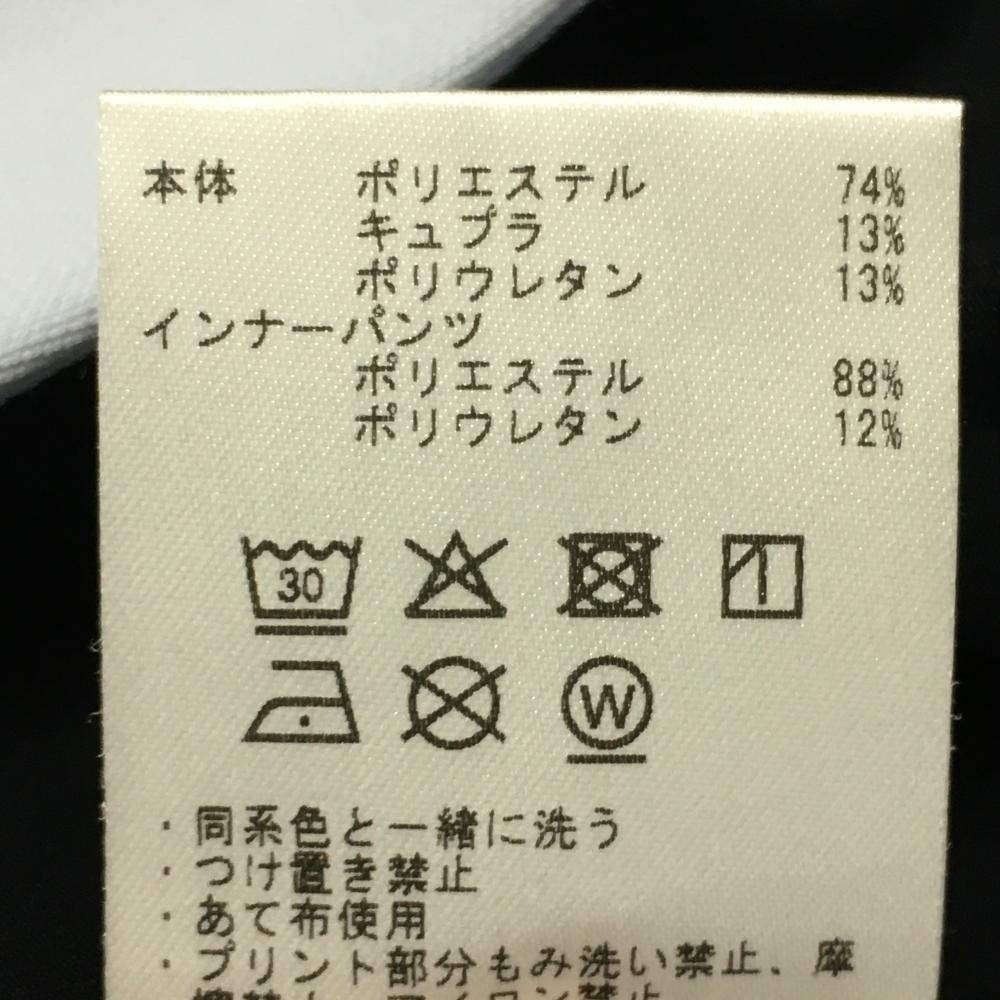 本体 ポリエステル 74%
キュプラ 13%
ポリウレタン 13%
インナーパンツ
ポリエステル 88%
ポリウレタン 12%
30
W
・同系色と一緒に洗う
・つけ置き禁止
・あて布使用
・プリント部分もみ洗い禁止、摩